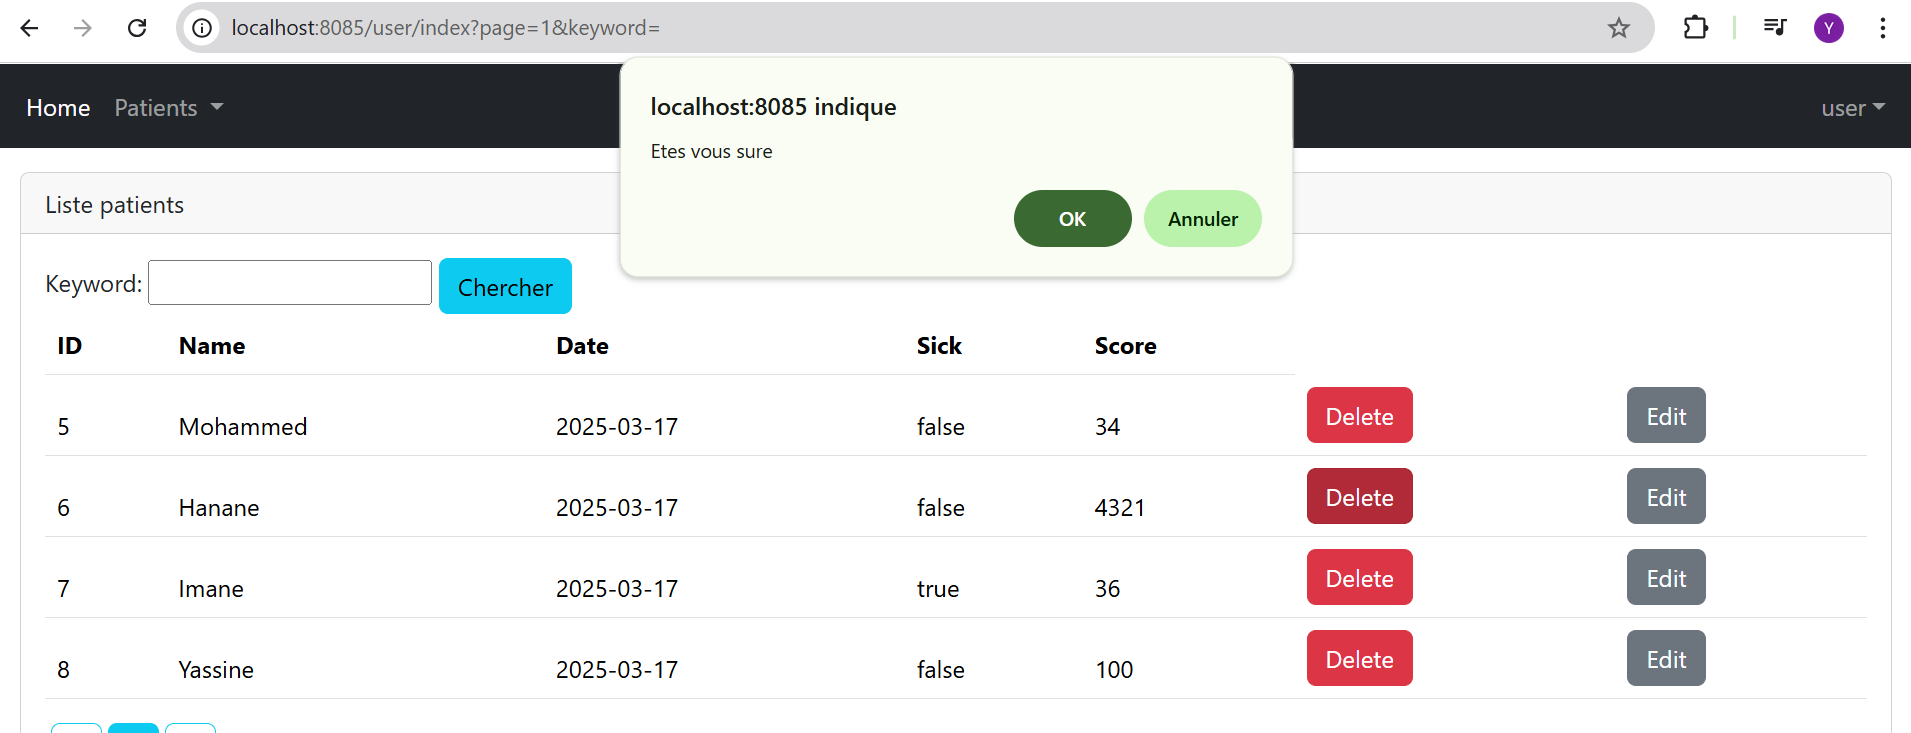 localhost:8085/user/index?page=1&keyword=
Y
Home Patients user
localhost:8085 indique
Etes vous sure
OK Annuler
Liste patients
Keyword: Chercher
ID Name Date Sick Score
5 Mohammed 2025-03-17 false 34 Delete Edit
6 Hanane 2025-03-17 false 4321 Delete Edit
7 Imane 2025-03-17 true 36 Delete Edit
8 Yassine 2025-03-17 false 100 Delete Edit